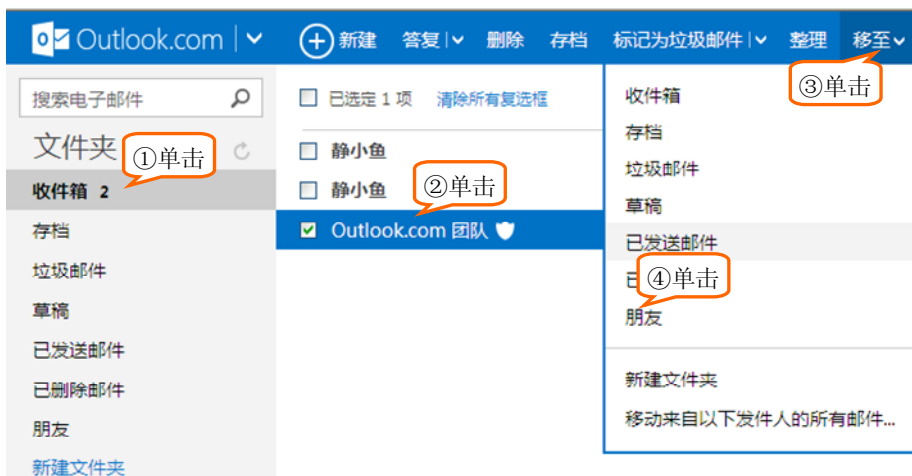 Outlook.com
新建 答复 删除 存档 标记为垃圾邮件 整理 移至
搜索电子邮件
文件夹
①单击
收件箱 2
存档
垃圾邮件
草稿
已发送邮件
已删除邮件
朋友
新建文件夹
已选定 1 项 清除所有复选框
静小鱼
静小鱼
②单击
Outlook.com 团队
③单击
收件箱
存档
垃圾邮件
草稿
已发送邮件
④单击
朋友
新建文件夹
移动来自以下发件人的所有邮件...